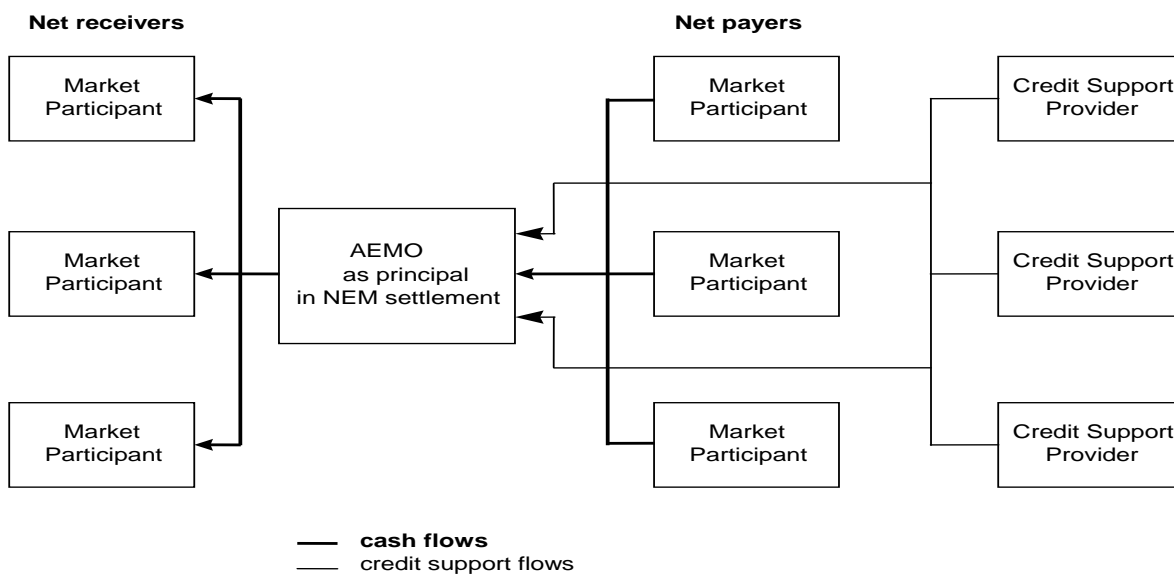 Net receivers
Net payers
Market
Participant
Market
Participant
Credit Support
Provider
AEMO
as principal
in NEM settlement
Market
Participant
Market
Participant
Credit Support
Provider
Market
Participant
Market
Participant
Credit Support
Provider
cash flows
credit support flows